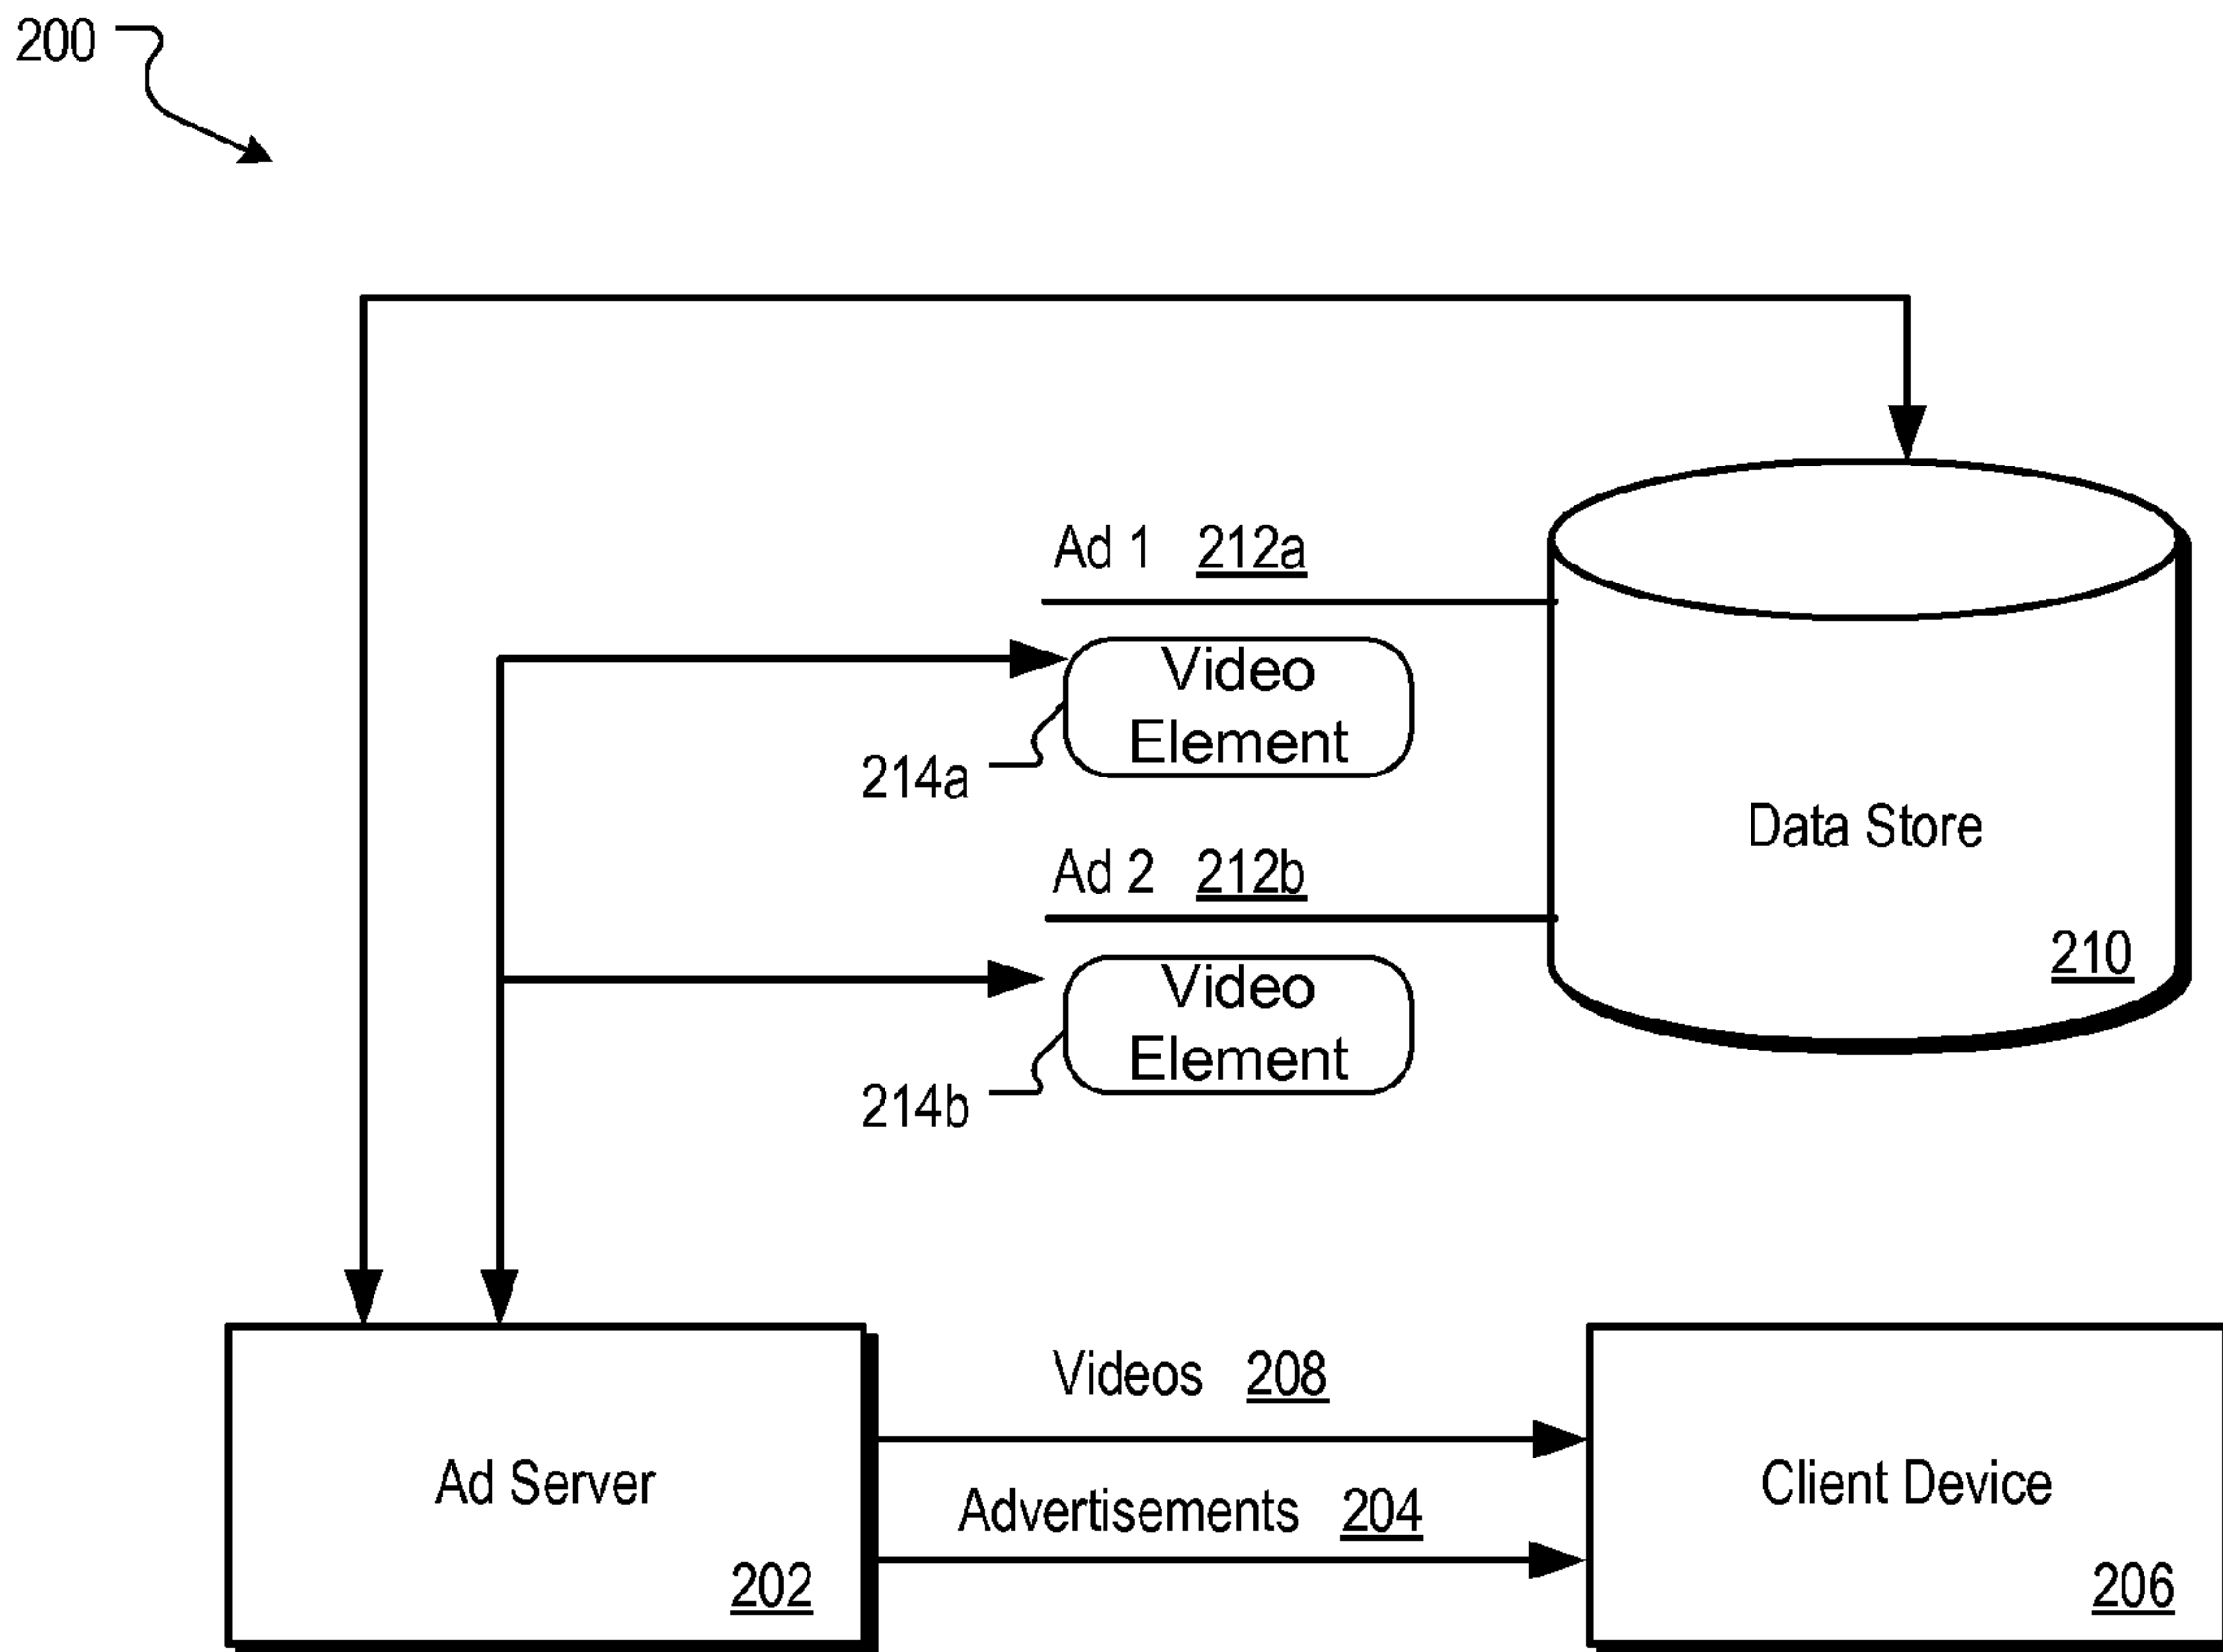 200
Ad 1 212a
Video
Element
214a
Data Store
210
Ad 2 212b
Video
Element
214b
Ad Server
202
Videos 208
Advertisements 204
Client Device
206